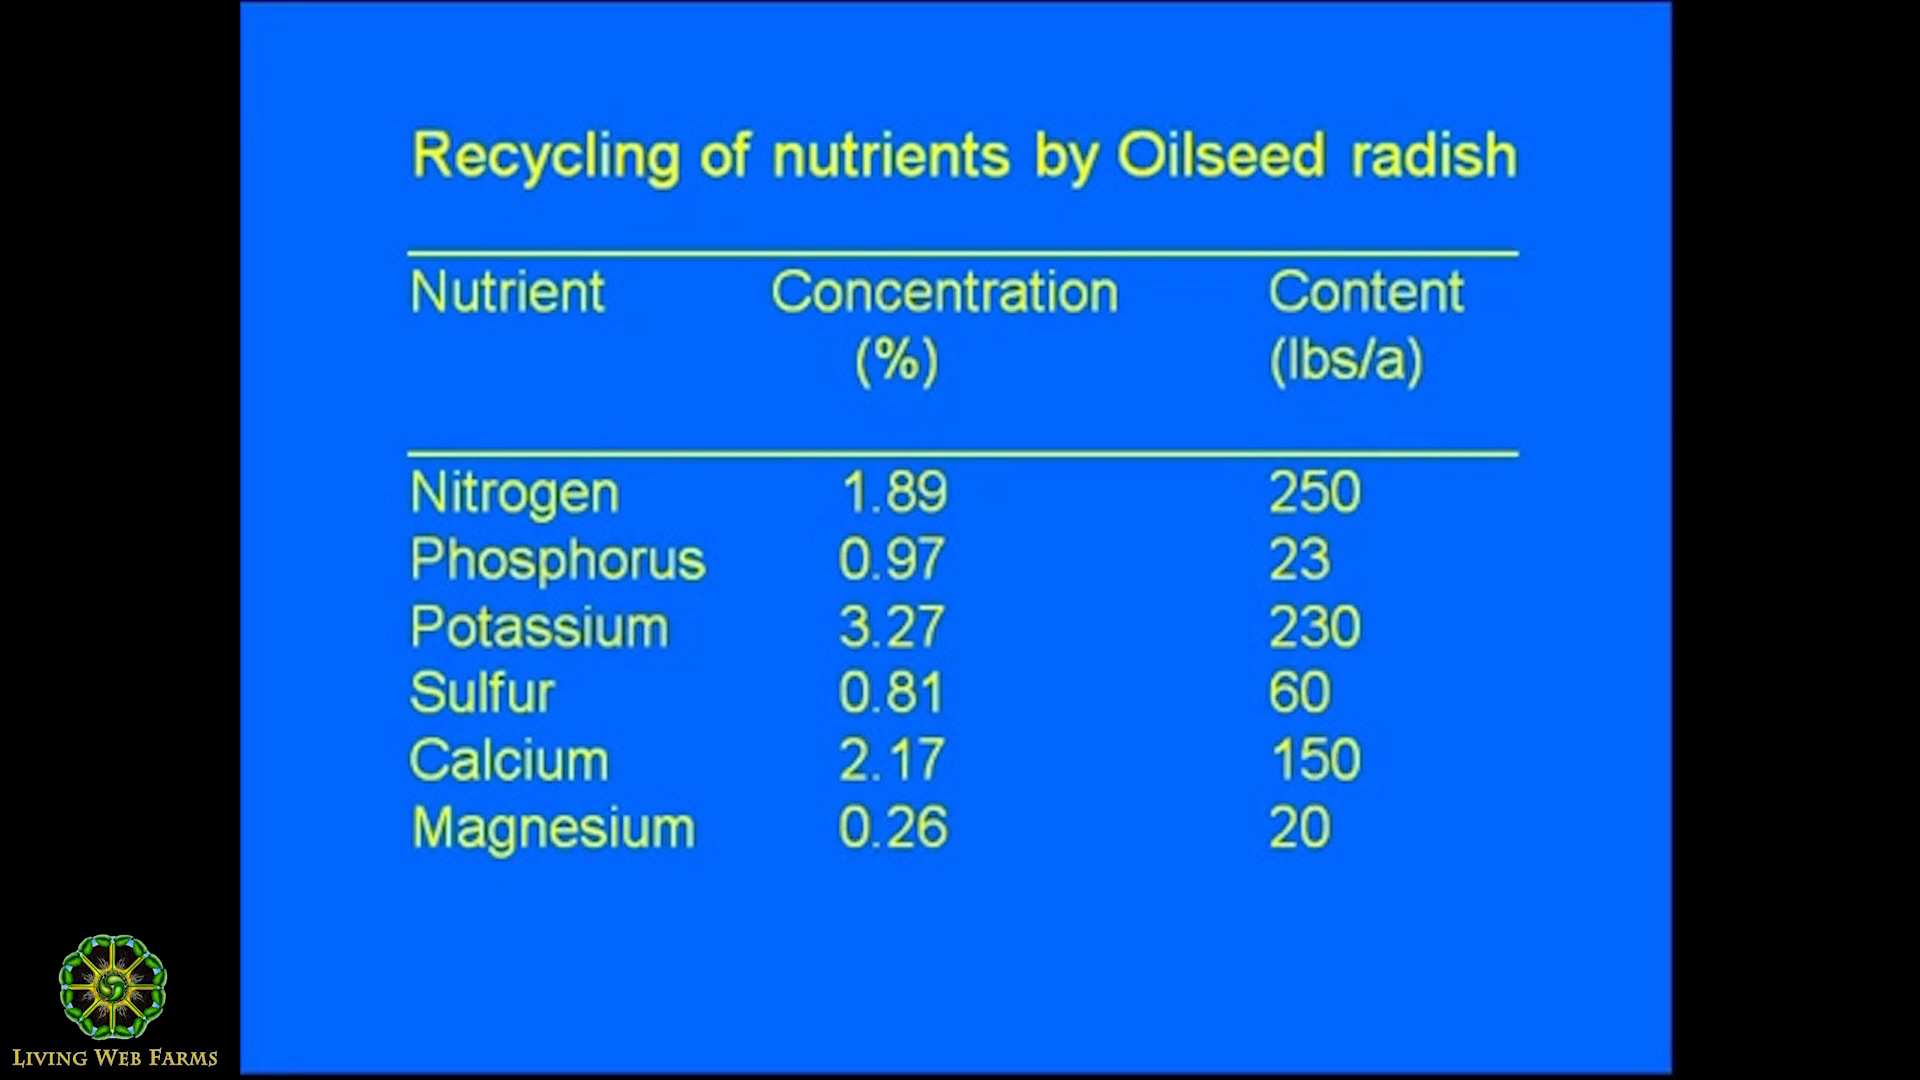 Recycling of nutrients by Oilseed radish
Nutrient Concentration Content
(%) (lbs/a)
Nitrogen 1.89 250
Phosphorus 0.97 23
Potassium 3.27 230
Sulfur 0.81 60
Calcium 2.17 150
Magnesium 0.26 20
LIVING WEB FARMS